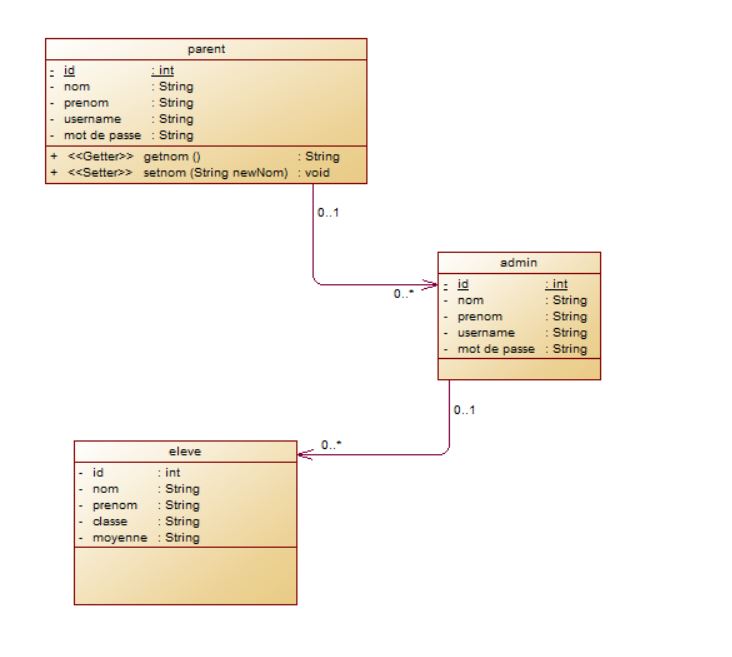 parent
- id : int
- nom : String
- prenom : String
- username : String
- mot de passe : String
+ <<Getter>> getnom () : String
+ <<Setter>> setnom (String newNom) : void
0..1
0..*
admin
- id : int
- nom : String
- prenom : String
- username : String
- mot de passe : String
0..1
0..*
eleve
- id : int
- nom : String
- prenom : String
- classe : String
- moyenne : String